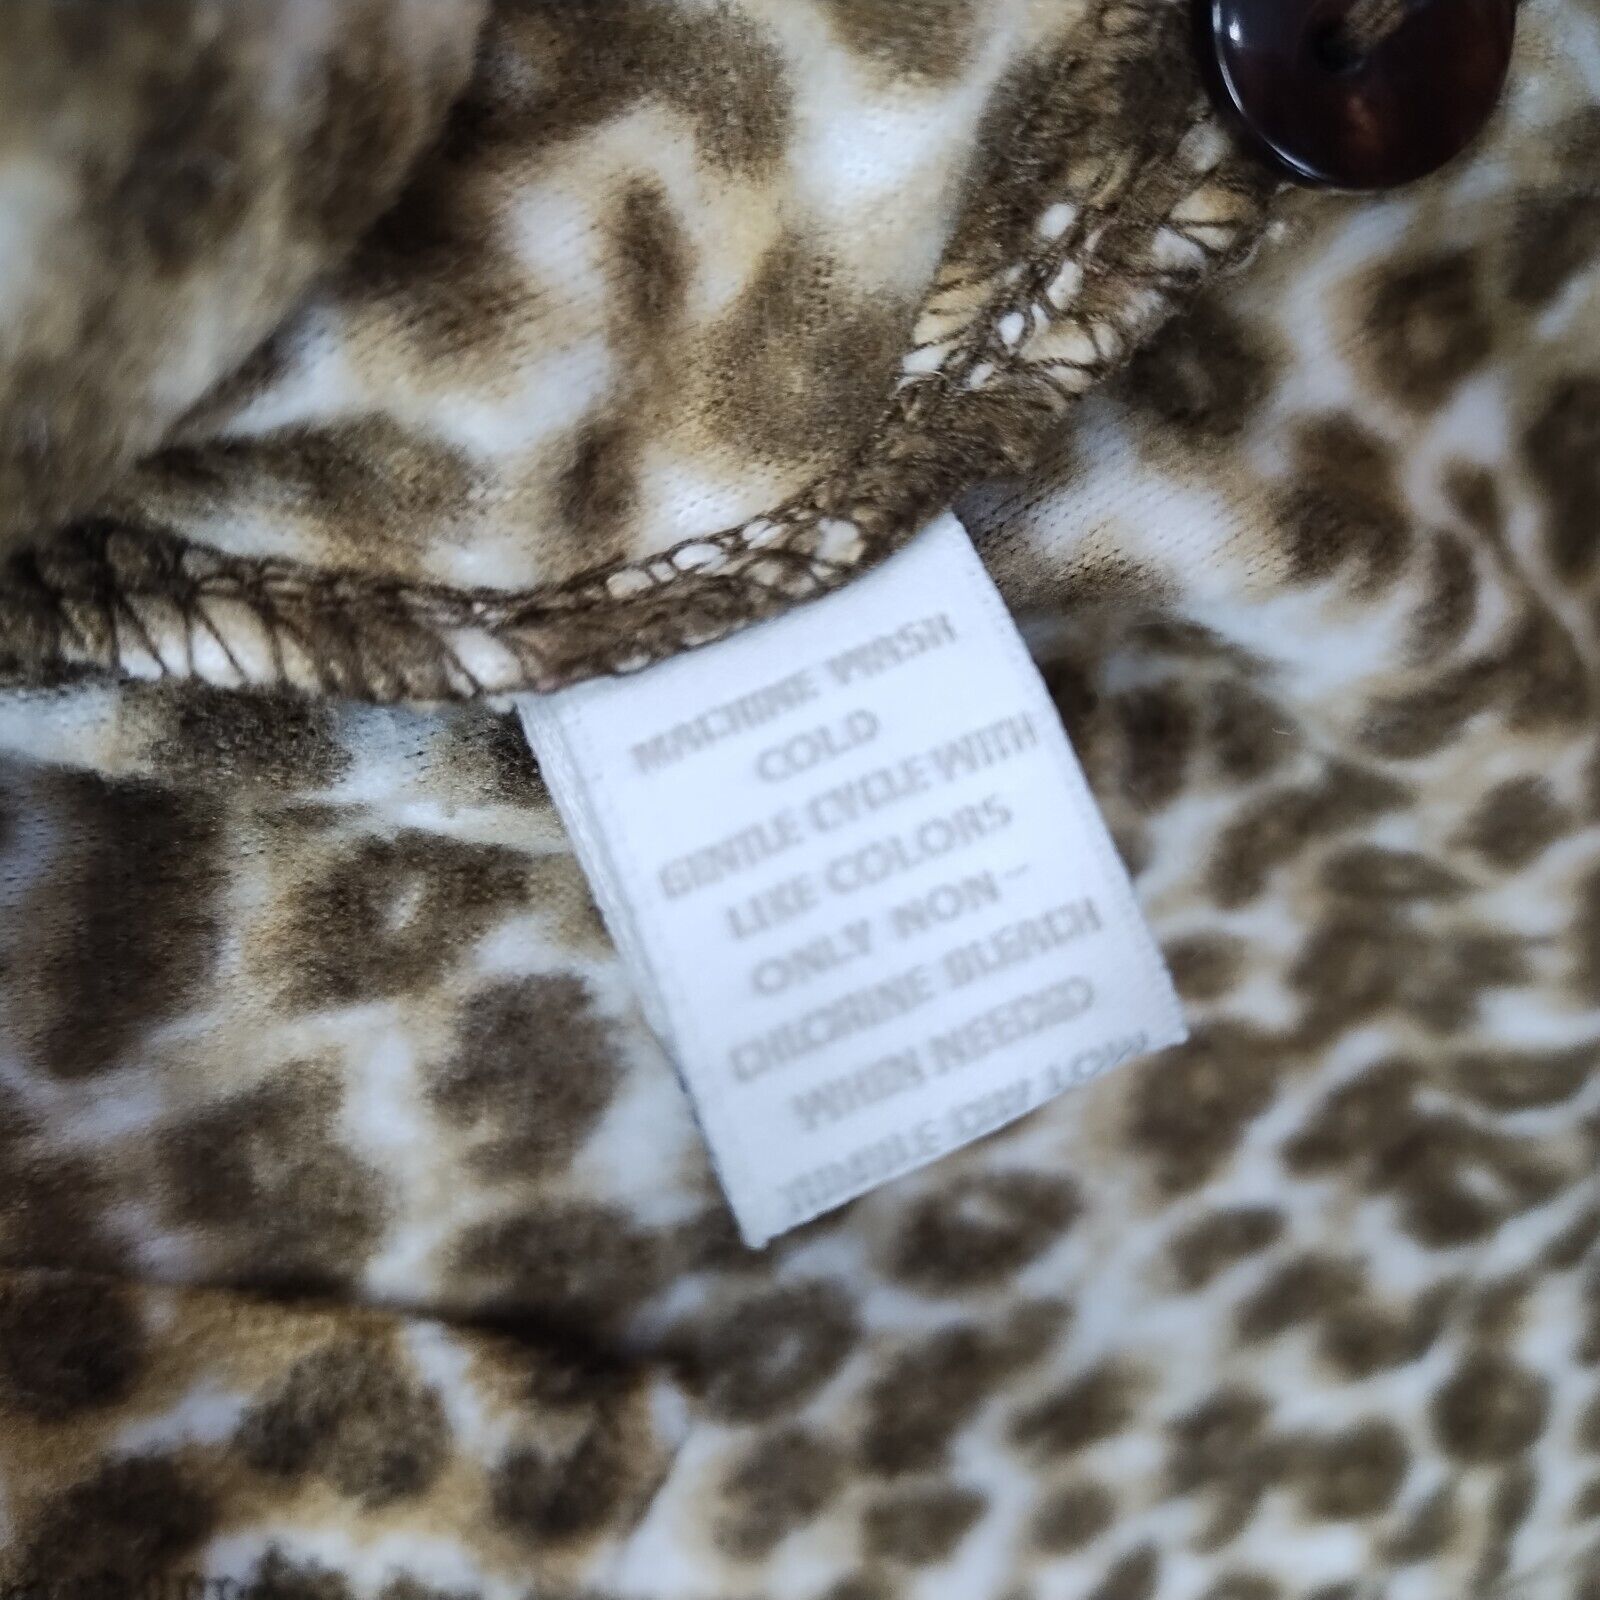 MACHINE WASH
COLD
GENTLE CYCLE WITH
LIKE COLORS
ONLY NON-
CHLORINE BLEACH
WHEN NEEDED
TUMBLE DRY LOW